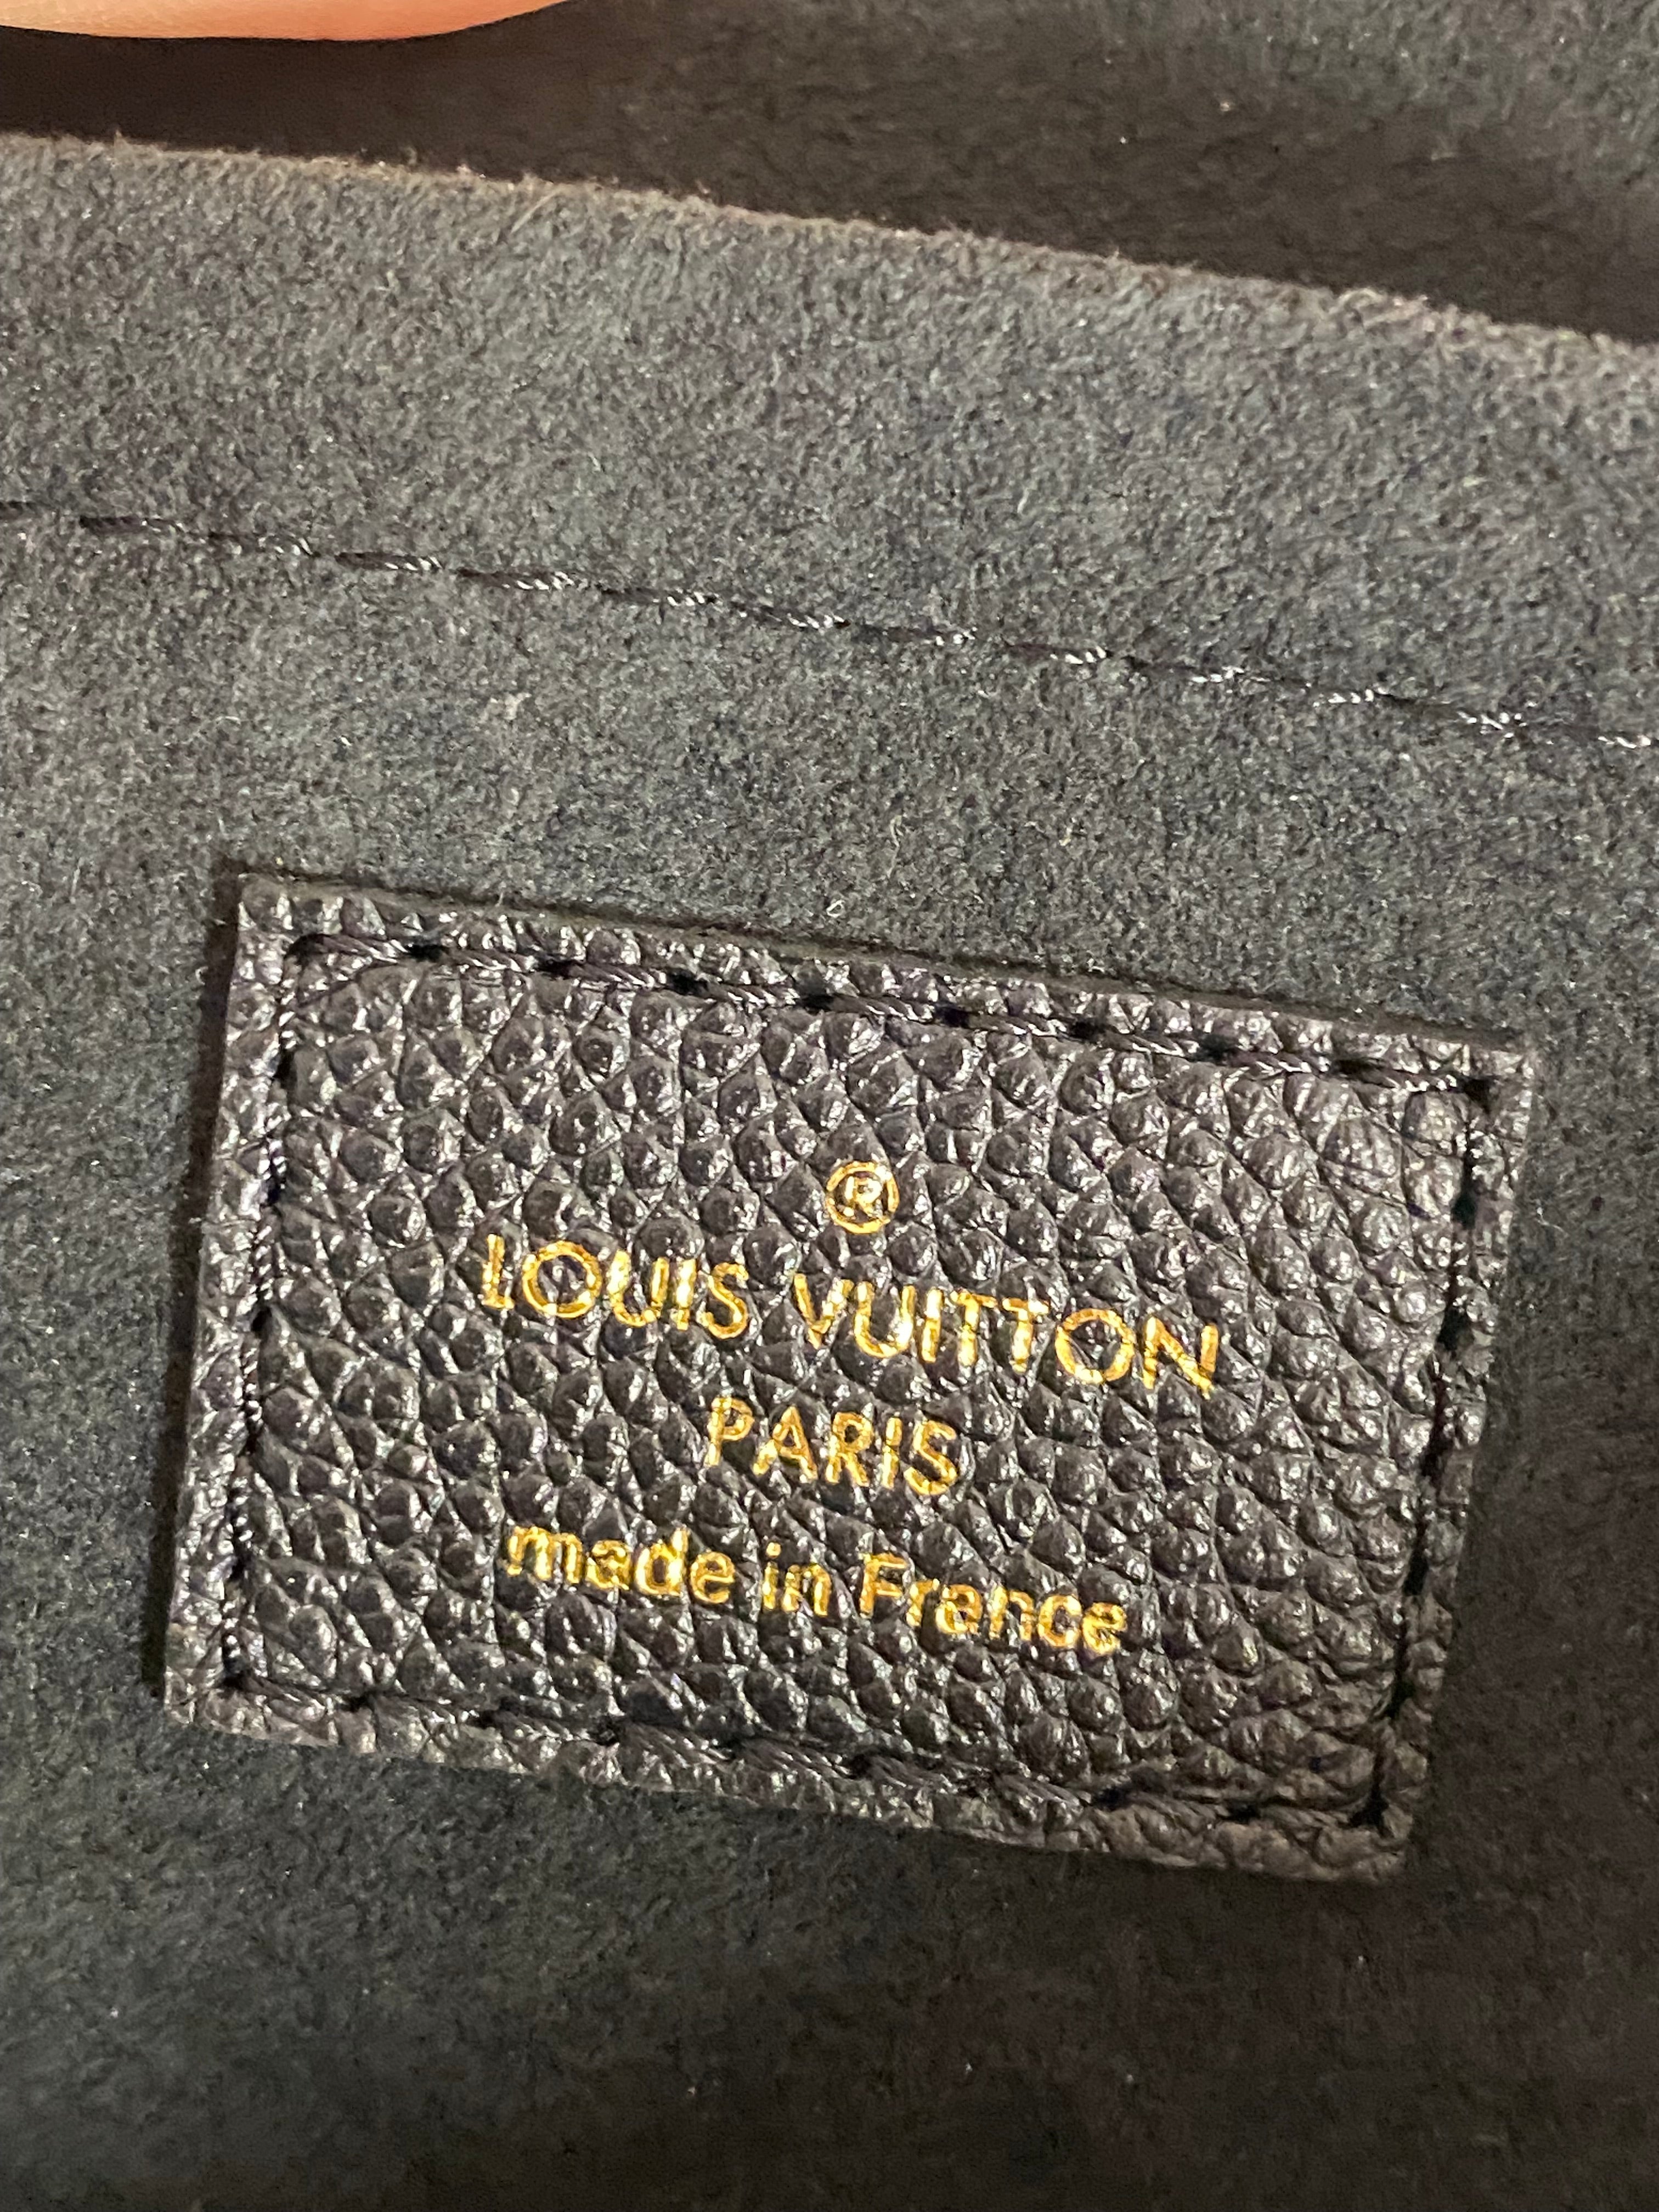 ®
LOUIS VUITTON
PARIS
made in France